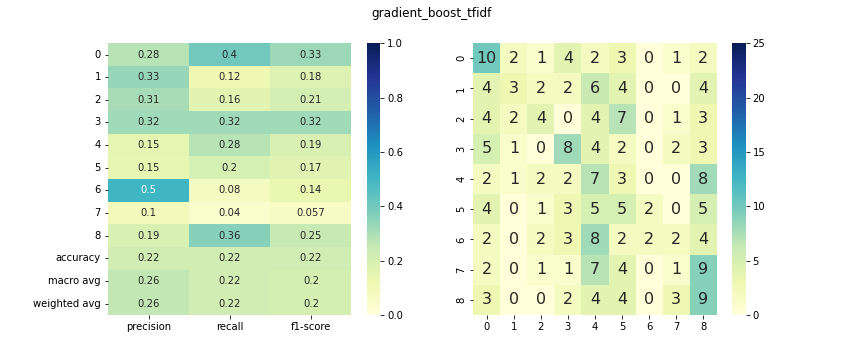 gradient_boost_tfidf
0 0.28 0.4 0.33
1 0.33 0.12 0.18
2 0.31 0.16 0.21
3 0.32 0.32 0.32
4 0.15 0.28 0.19
5 0.15 0.2 0.17
6 0.5 0.08 0.14
7 0.1 0.04 0.057
8 0.19 0.36 0.25
accuracy 0.22 0.22 0.22
macro avg 0.26 0.22 0.2
weighted avg 0.26 0.22 0.2
precision recall f1-score
1.0
0.8
0.6
0.4
0.2
0.0
0 10 2 1 4 2 3 0 1 2
1 4 3 2 2 6 4 0 0 4
2 4 2 4 0 4 7 0 1 3
3 5 1 0 8 4 2 0 2 3
4 2 1 2 2 7 3 0 0 8
5 4 0 1 3 5 5 2 0 5
6 2 0 2 3 8 2 2 2 4
7 2 0 1 1 7 4 0 1 9
8 3 0 0 2 4 4 0 3 9
0 1 2 3 4 5 6 7 8
25
20
15
10
5
0